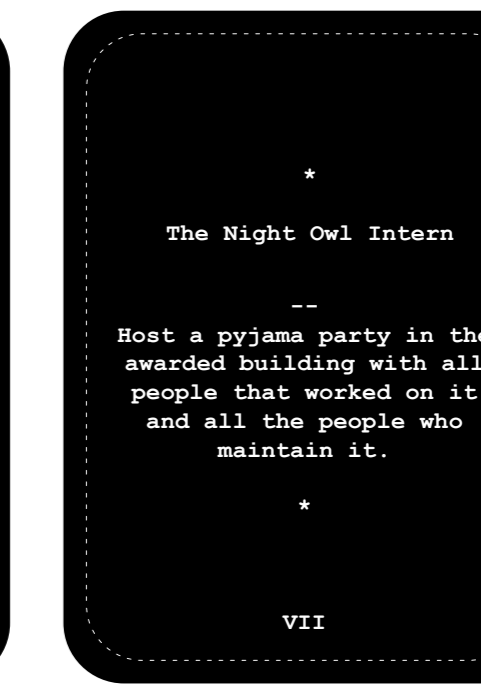 *
The Night Owl Intern
--
Host a pyjama party in the
awarded building with all
people that worked on it
and all the people who
maintain it.
*
VII